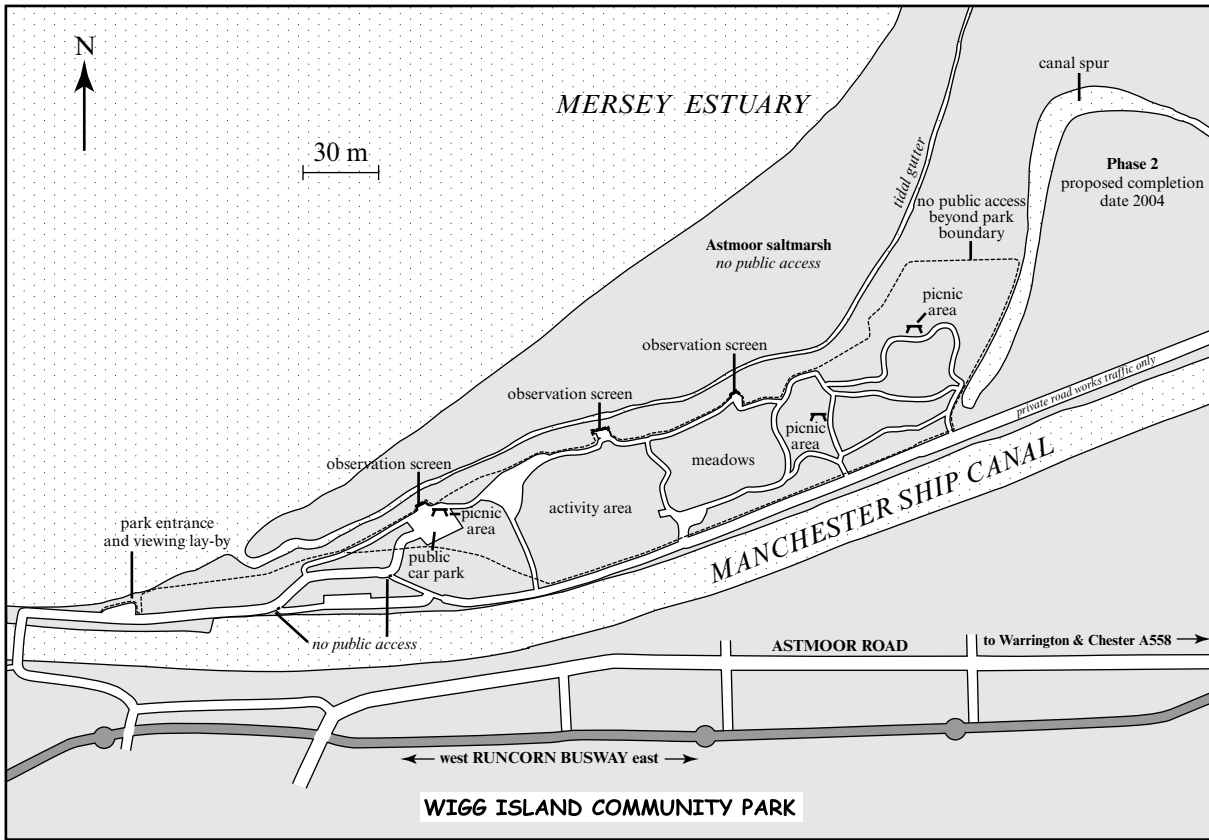 N
MERSEY ESTUARY
30 m
canal spur
Phase 2
proposed completion
date 2004
tidal gutter
no public access
beyond park
boundary
Astmoor saltmarsh
no public access
picnic
area
observation screen
private road works traffic only
observation screen
picnic
area
meadows
observation screen
activity area
picnic
area
park entrance
and viewing lay-by
public
car park
MANCHESTER SHIP CANAL
no public access
ASTMOOR ROAD
to Warrington & Chester A558
west RUNCORN BUSWAY east
WIGG ISLAND COMMUNITY PARK